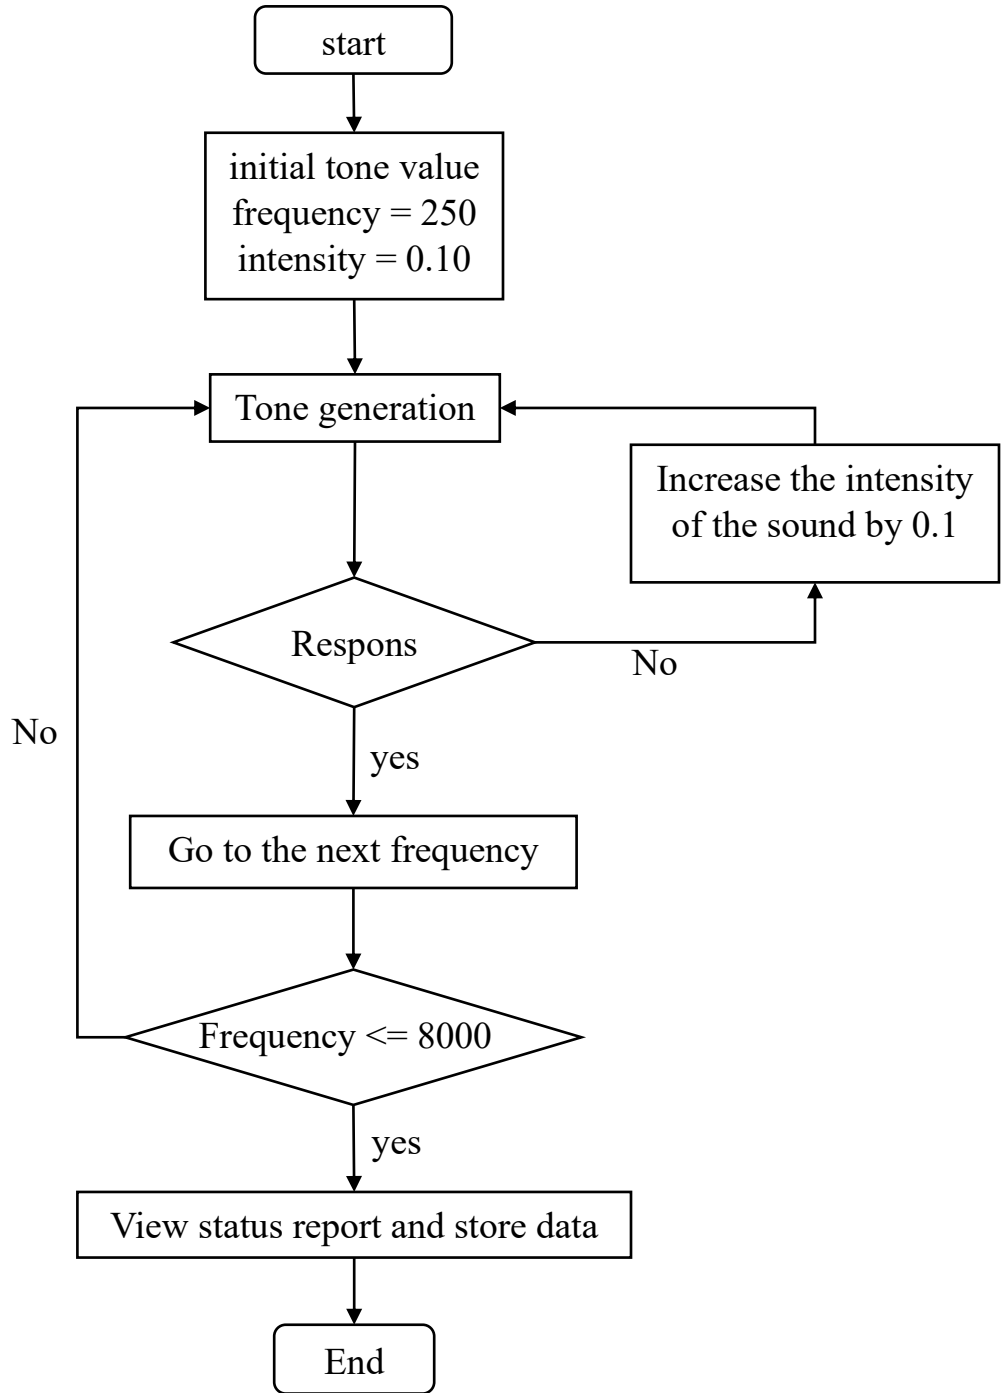 start
initial tone value
frequency = 250
intensity = 0.10
Tone generation
Increase the intensity
of the sound by 0.1
Respons
No
No
yes
Go to the next frequency
Frequency <= 8000
yes
View status report and store data
End